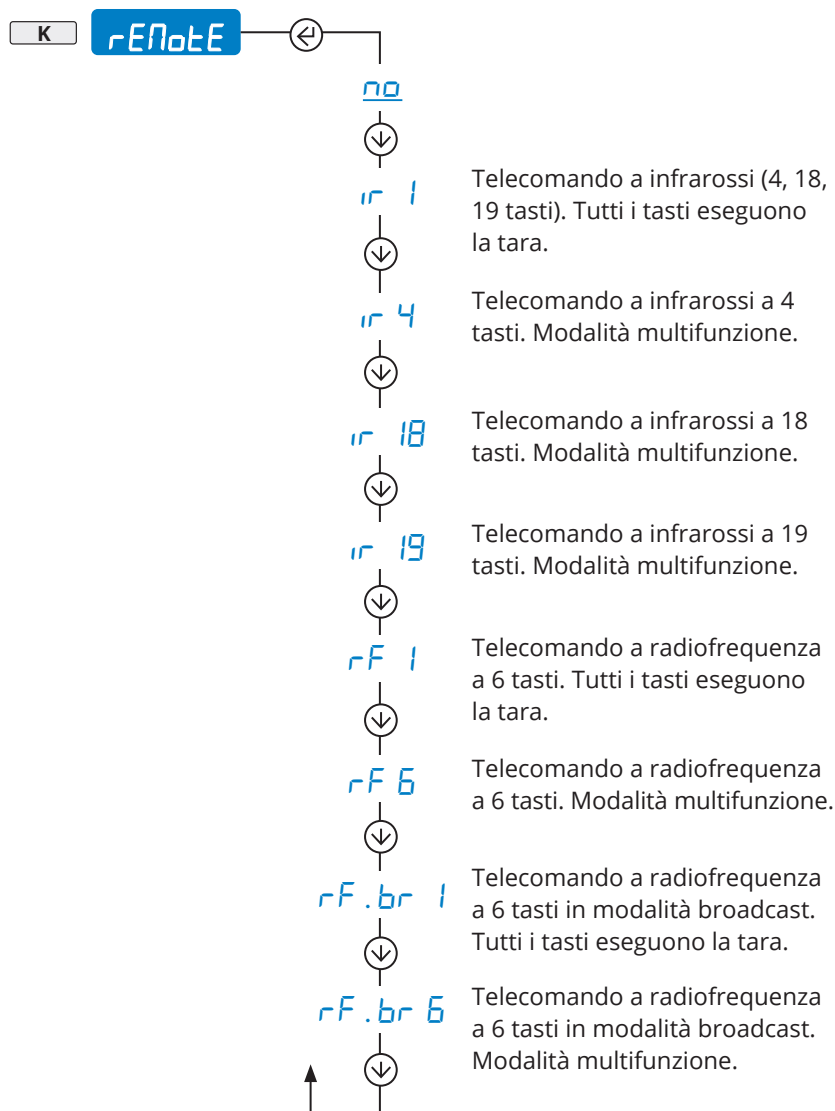 K rEMotE
no
ir 1
Telecomando a infrarossi (4, 18,
19 tasti). Tutti i tasti eseguono
la tara.
ir 4
Telecomando a infrarossi a 4
tasti. Modalità multifunzione.
ir 18
Telecomando a infrarossi a 18
tasti. Modalità multifunzione.
ir 19
Telecomando a infrarossi a 19
tasti. Modalità multifunzione.
rF 1
Telecomando a radiofrequenza
a 6 tasti. Tutti i tasti eseguono
la tara.
rF 6
Telecomando a radiofrequenza
a 6 tasti. Modalità multifunzione.
rF.br 1
Telecomando a radiofrequenza
a 6 tasti in modalità broadcast.
Tutti i tasti eseguono la tara.
rF.br 6
Telecomando a radiofrequenza
a 6 tasti in modalità broadcast.
Modalità multifunzione.